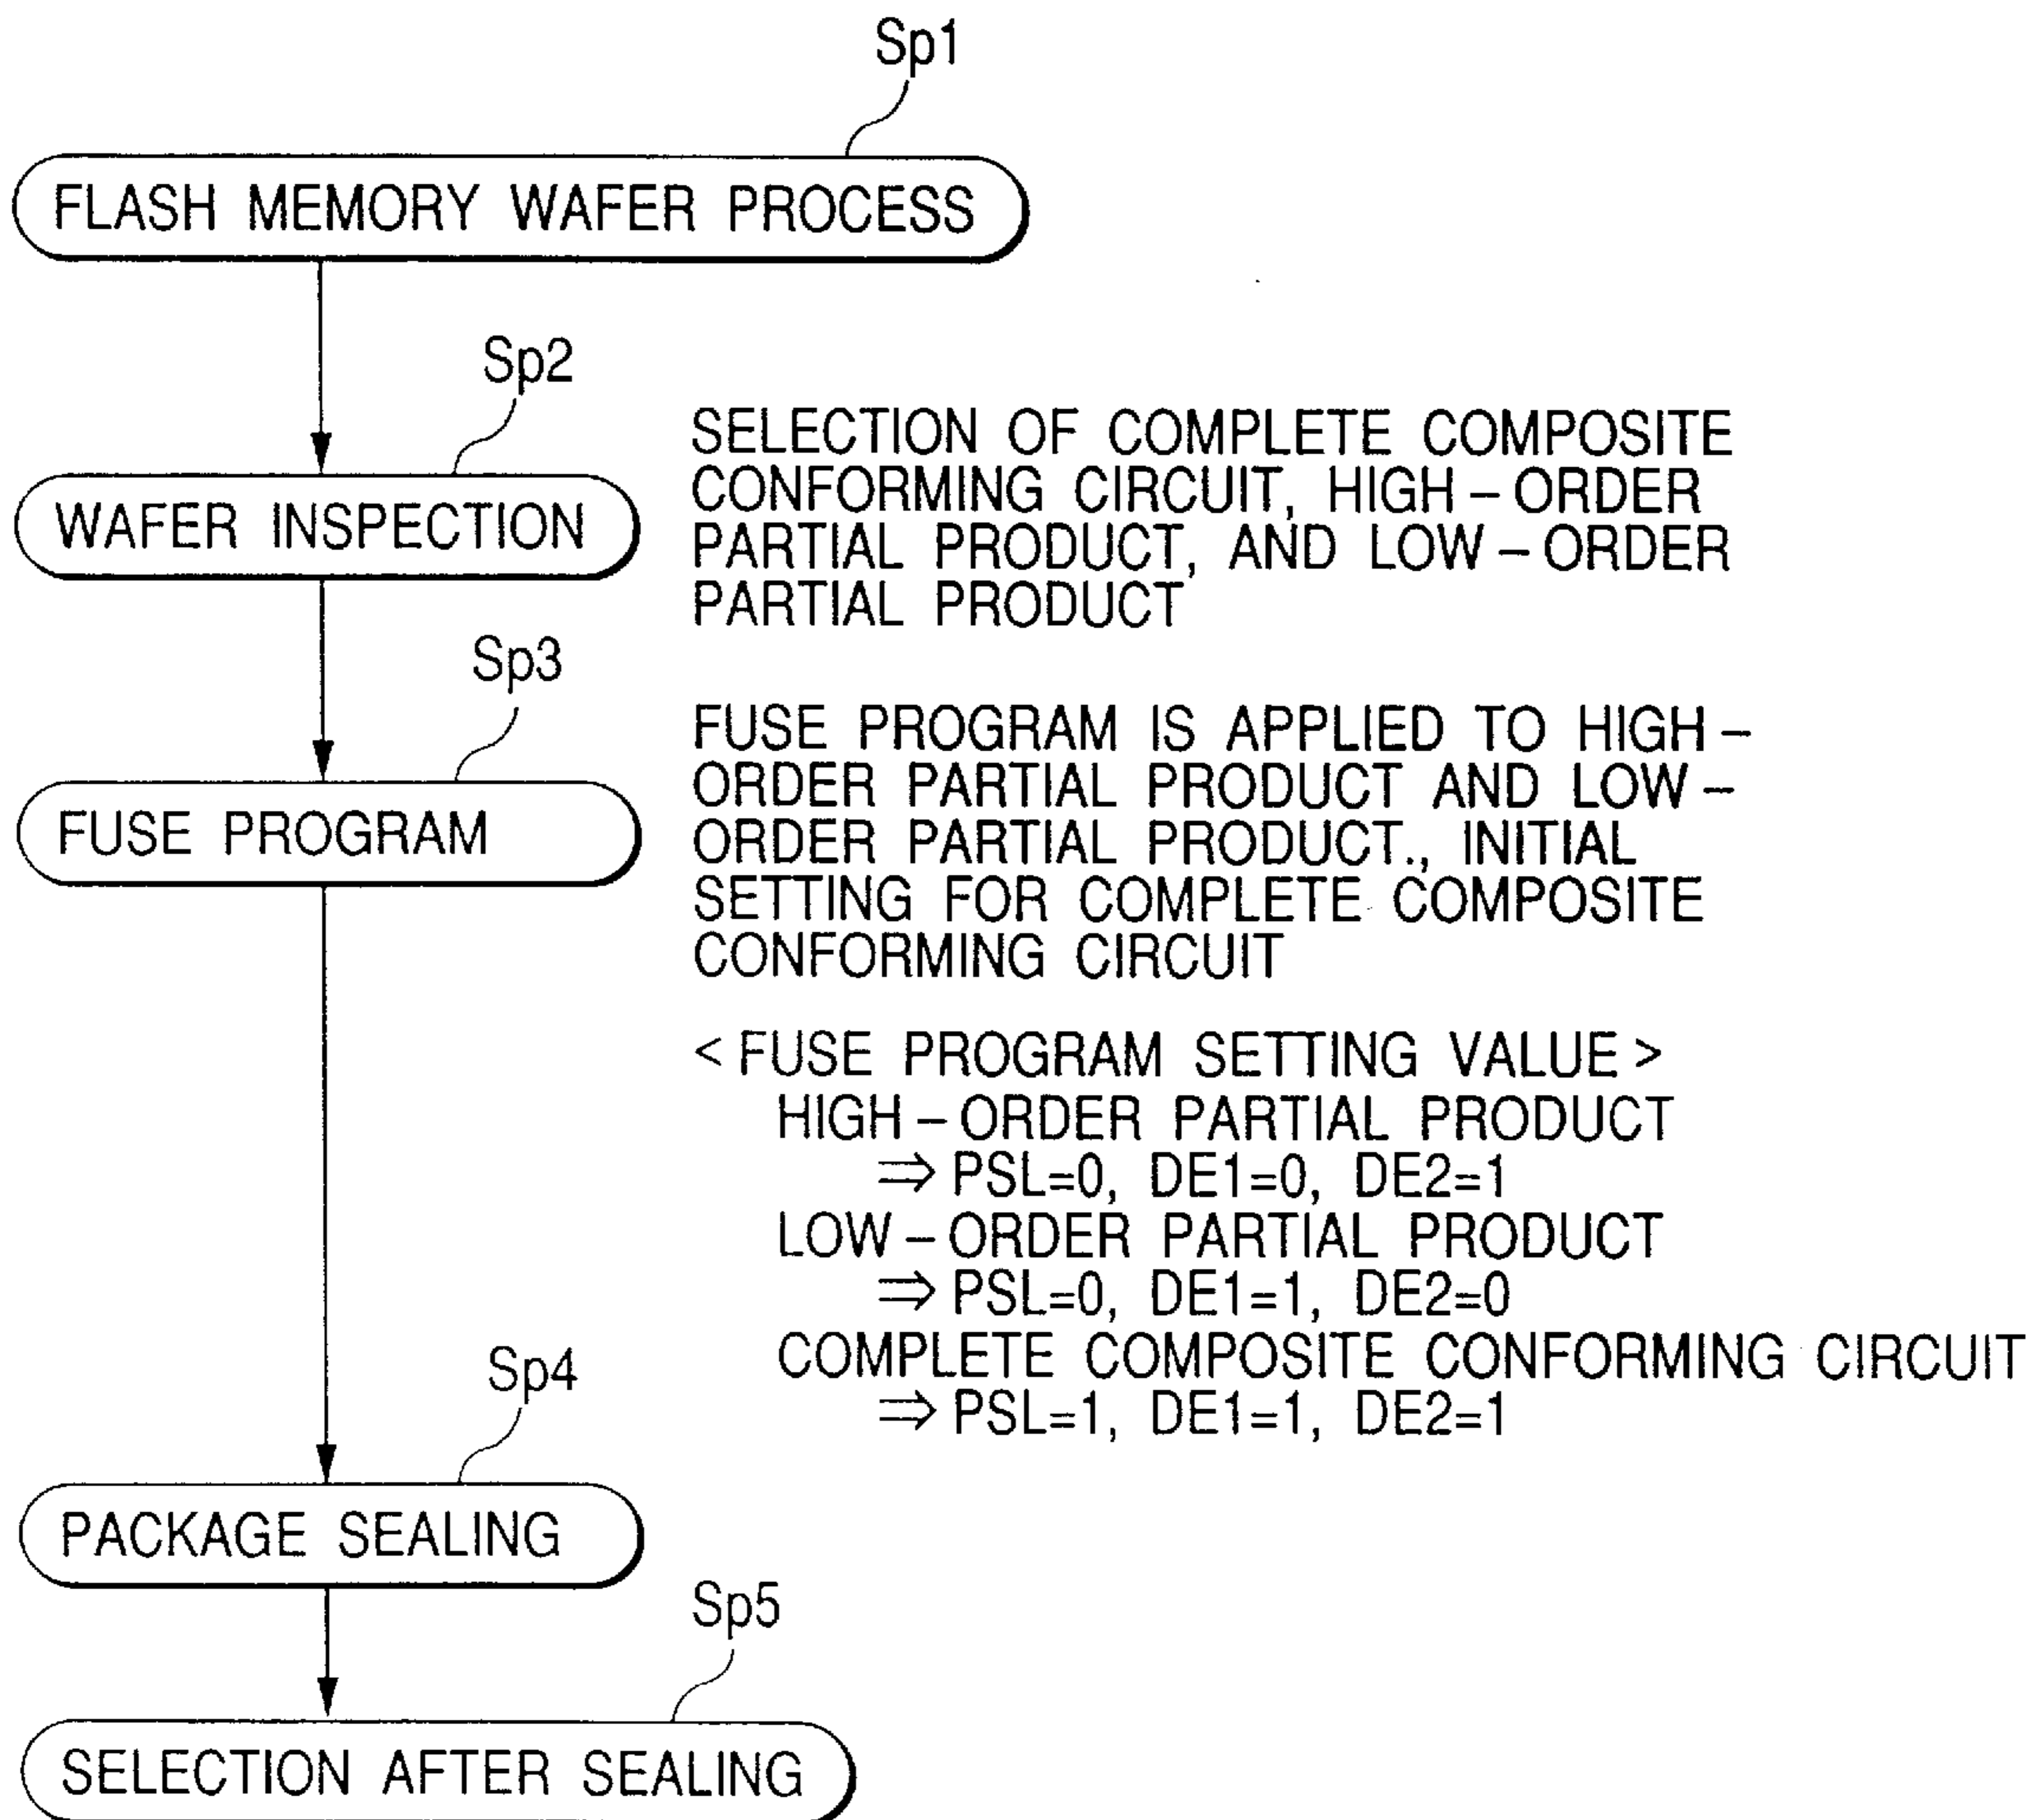 Sp1
FLASH MEMORY WAFER PROCESS
Sp2
WAFER INSPECTION
SELECTION OF COMPLETE COMPOSITE
CONFORMING CIRCUIT, HIGH-ORDER
PARTIAL PRODUCT, AND LOW-ORDER
PARTIAL PRODUCT
Sp3
FUSE PROGRAM
FUSE PROGRAM IS APPLIED TO HIGH-
ORDER PARTIAL PRODUCT AND LOW-
ORDER PARTIAL PRODUCT., INITIAL
SETTING FOR COMPLETE COMPOSITE
CONFORMING CIRCUIT
<FUSE PROGRAM SETTING VALUE>
HIGH-ORDER PARTIAL PRODUCT
⇒ PSL=0, DE1=0, DE2=1
LOW-ORDER PARTIAL PRODUCT
⇒ PSL=0, DE1=1, DE2=0
COMPLETE COMPOSITE CONFORMING CIRCUIT
⇒ PSL=1, DE1=1, DE2=1
Sp4
PACKAGE SEALING
Sp5
SELECTION AFTER SEALING